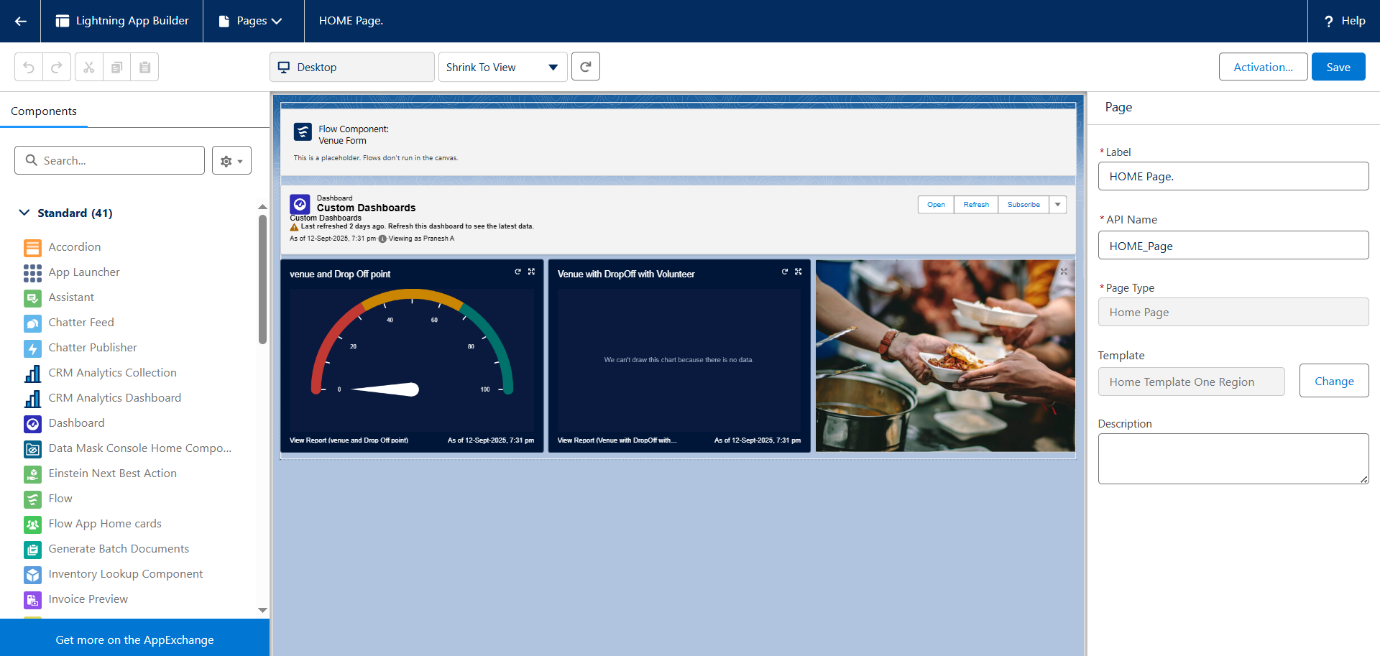 Lightning App Builder
Pages
HOME Page.
? Help
Desktop
Shrink To View
Activation...
Save
Components
Search...
Standard (41)
Accordion
App Launcher
Assistant
Chatter Feed
Chatter Publisher
CRM Analytics Collection
CRM Analytics Dashboard
Dashboard
Data Mask Console Home Compo...
Einstein Next Best Action
Flow
Flow App Home cards
Generate Batch Documents
Inventory Lookup Component
Invoice Preview
Get more on the AppExchange
Flow Component:
Venue Form
This is a placeholder. Flows don't run in the canvas.
Dashboard
Custom Dashboards
Custom Dashboards
Last refreshed 2 days ago. Refresh this dashboard to see the latest data.
As of 12-Sept-2025, 7:31 pm Viewing as Pranesh A
Open
Refresh
Subscribe
venue and Drop Off point
0
20
40
60
80
100
View Report (venue and Drop Off point)
As of 12-Sept-2025, 7:31 pm
Venue with DropOff with Volunteer
We can't draw this chart because there is no data.
View Report (Venue with DropOff with...
As of 12-Sept-2025, 7:31 pm
Page
* Label
HOME Page.
* API Name
HOME_Page
* Page Type
Home Page
Template
Home Template One Region
Change
Description